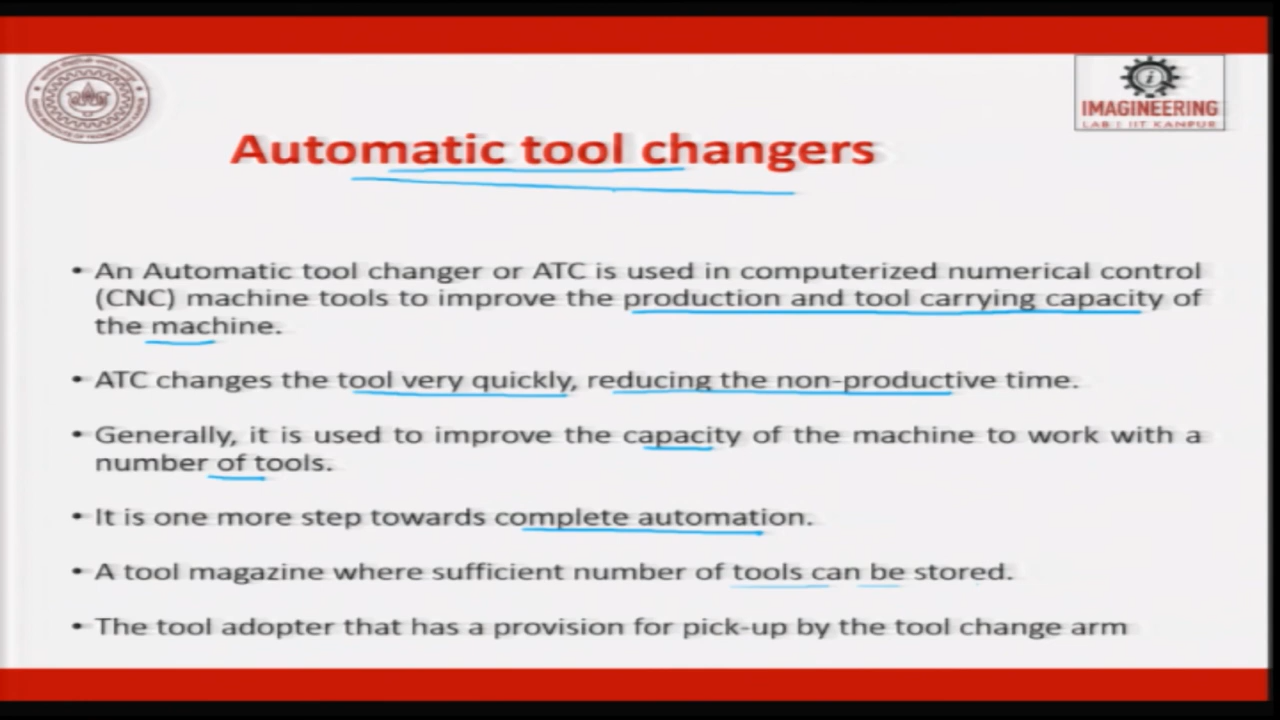 IMAGINEERING
LAB : IIT KANPUR
Automatic tool changers
• An Automatic tool changer or ATC is used in computerized numerical control
(CNC) machine tools to improve the production and tool carrying capacity of
the machine.
• ATC changes the tool very quickly, reducing the non-productive time.
• Generally, it is used to improve the capacity of the machine to work with a
number of tools.
• It is one more step towards complete automation.
• A tool magazine where sufficient number of tools can be stored.
• The tool adopter that has a provision for pick-up by the tool change arm